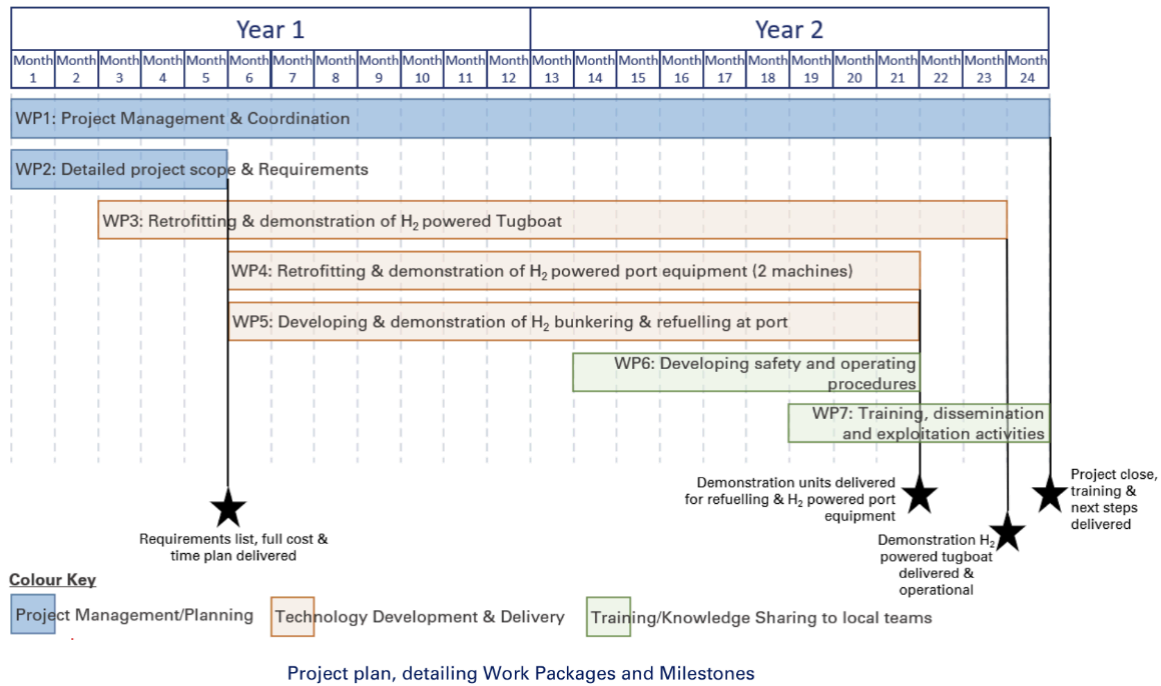 Year 1
Year 2
Month 1
Month 2
Month 3
Month 4
Month 5
Month 6
Month 7
Month 8
Month 9
Month 10
Month 11
Month 12
Month 13
Month 14
Month 15
Month 16
Month 17
Month 18
Month 19
Month 20
Month 21
Month 22
Month 23
Month 24
WP1: Project Management & Coordination
WP2: Detailed project scope & Requirements
WP3: Retrofitting & demonstration of H₂ powered Tugboat
WP4: Retrofitting & demonstration of H₂ powered port equipment (2 machines)
WP5: Developing & demonstration of H₂ bunkering & refuelling at port
WP6: Developing safety and operating
procedures
WP7: Training, dissemination
and exploitation activities
Requirements list, full cost &
time plan delivered
Demonstration units delivered
for refuelling & H₂ powered port
equipment
Demonstration H₂
powered tugboat
delivered &
operational
Project close,
training &
next steps
delivered
Colour Key
Project Management/Planning
Technology Development & Delivery
Training/Knowledge Sharing to local teams
Project plan, detailing Work Packages and Milestones